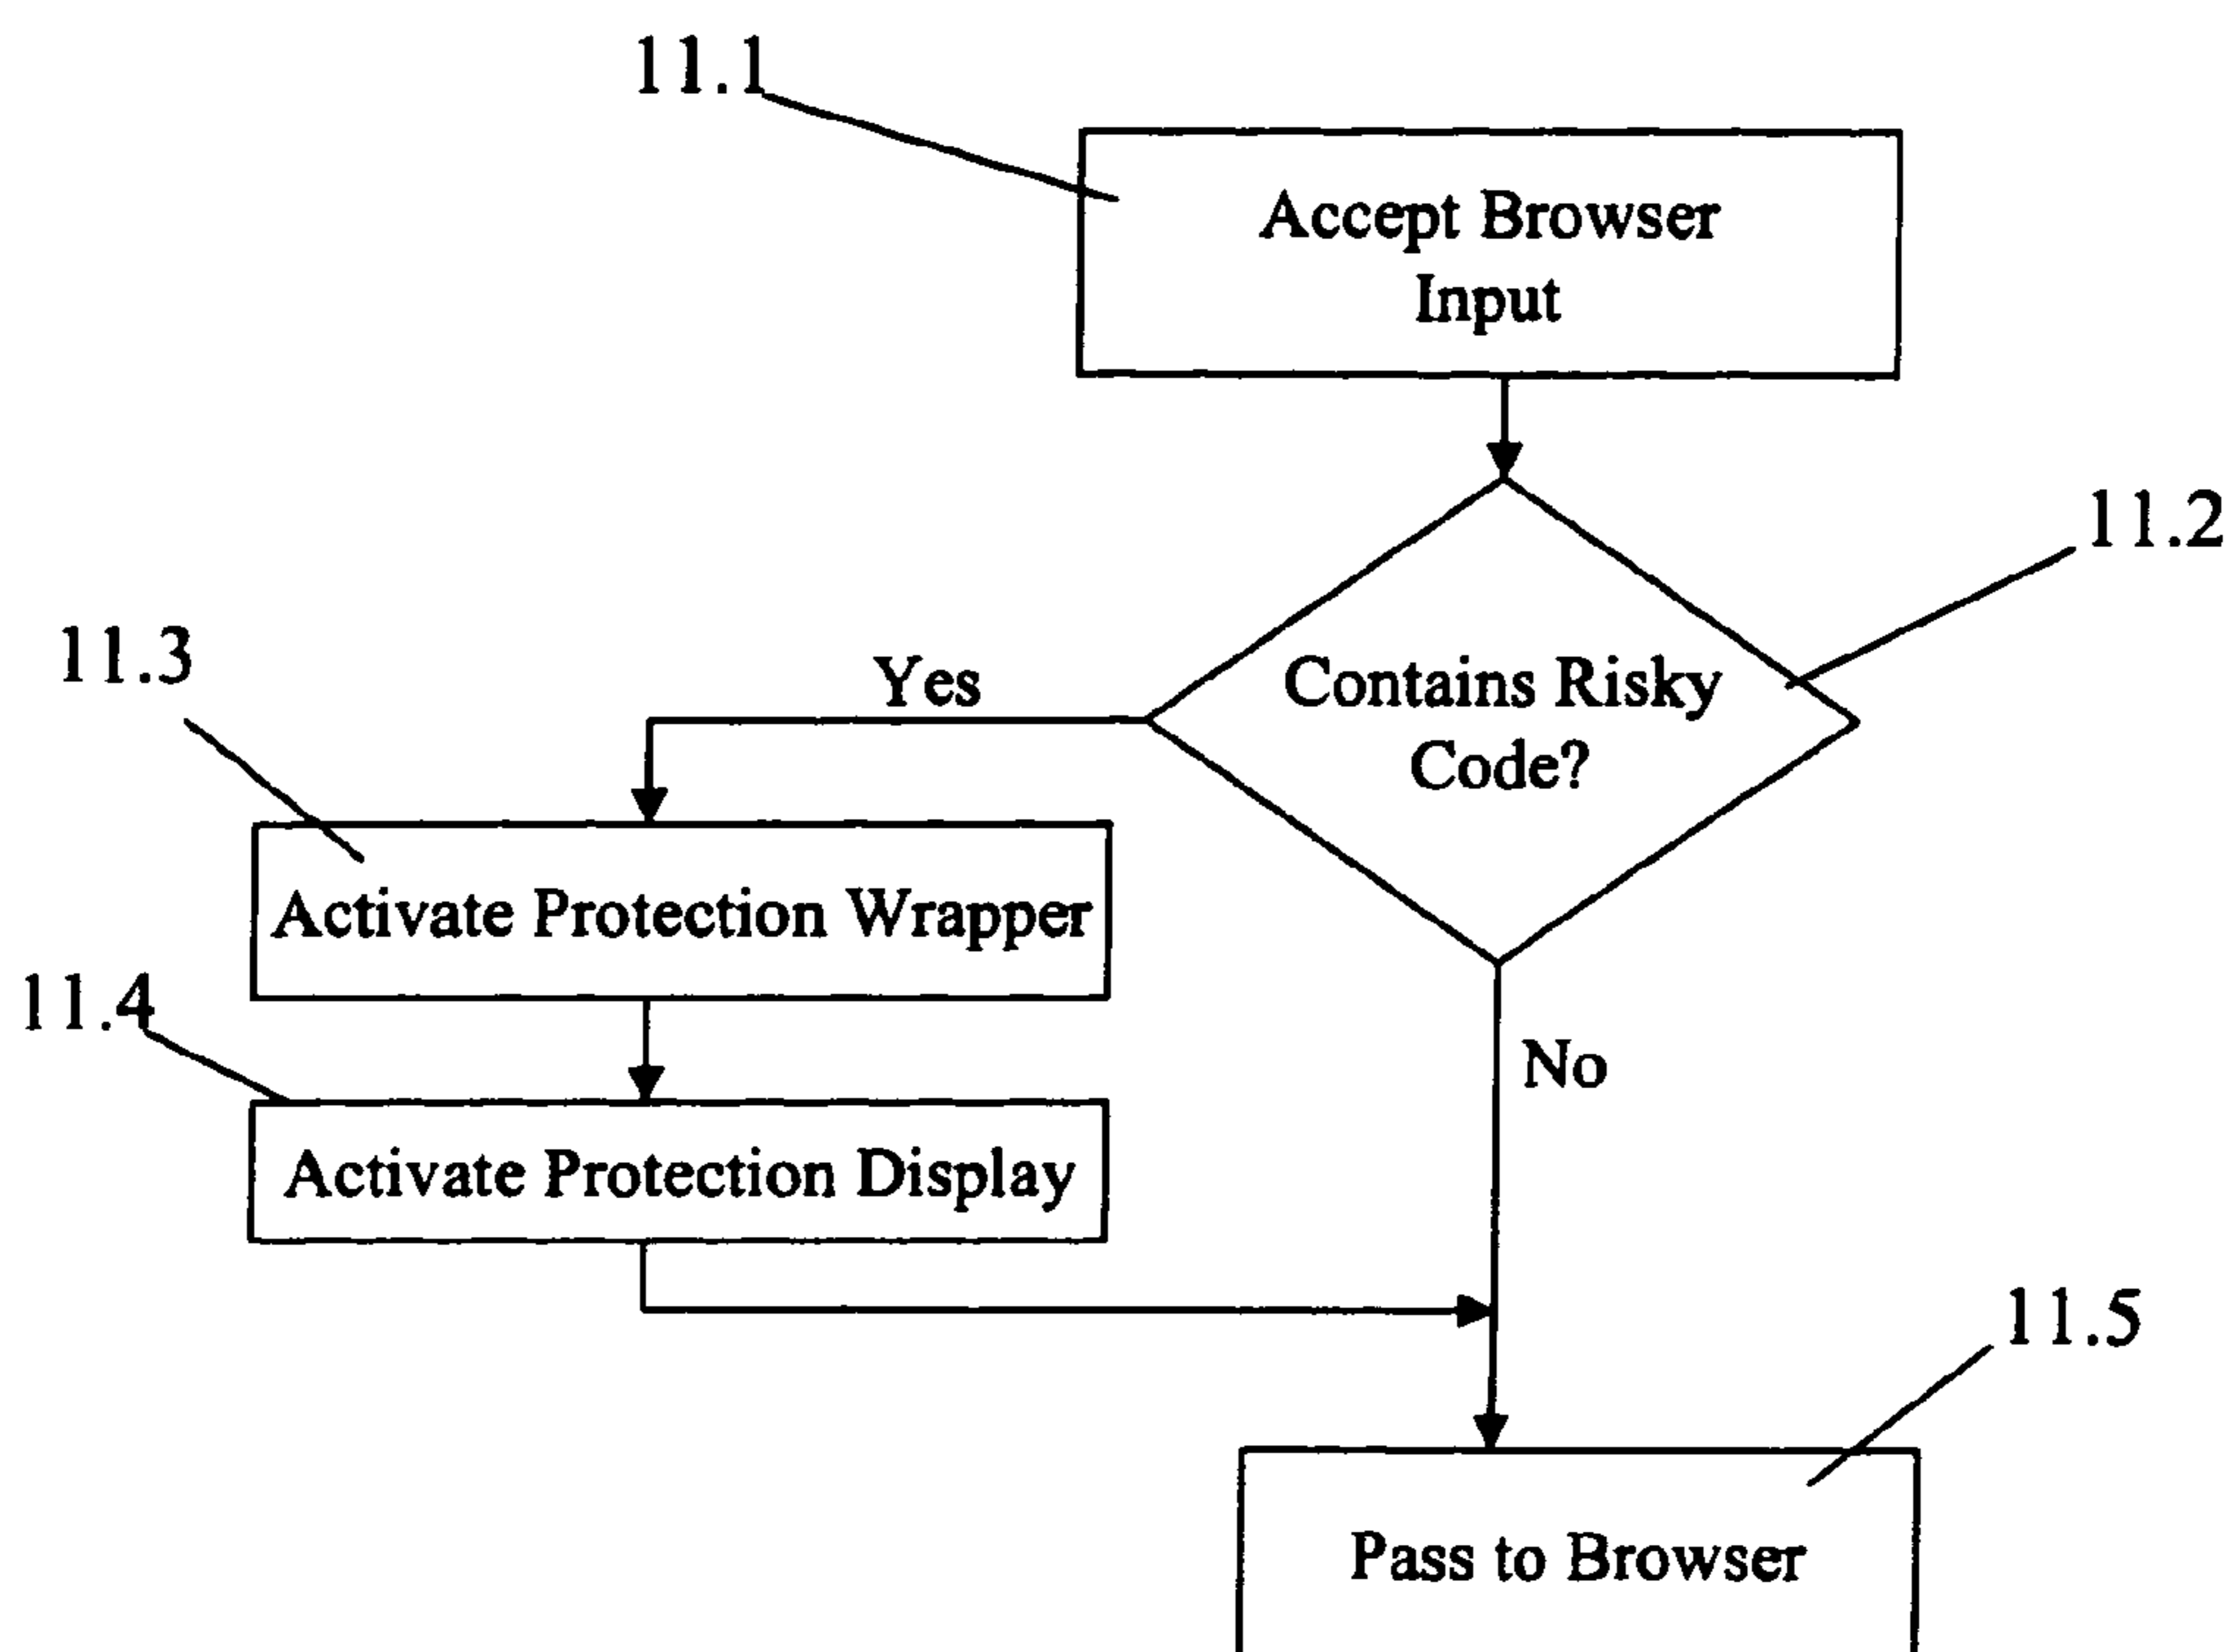 11.1
Accept Browser
Input
11.2
Contains Risky
Code?
Yes
11.3
Activate Protection Wrapper
11.4
No
Activate Protection Display
11.5
Pass to Browser